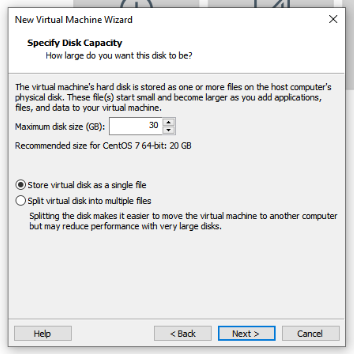 New Virtual Machine Wizard
Specify Disk Capacity
How large do you want this disk to be?
The virtual machine's hard disk is stored as one or more files on the host computer's
physical disk. These file(s) start small and become larger as you add applications,
files, and data to your virtual machine.
Maximum disk size (GB): 30
Recommended size for CentOS 7 64-bit: 20 GB
Store virtual disk as a single file
Split virtual disk into multiple files
Splitting the disk makes it easier to move the virtual machine to another computer
but may reduce performance with very large disks.
Help < Back Next > Cancel